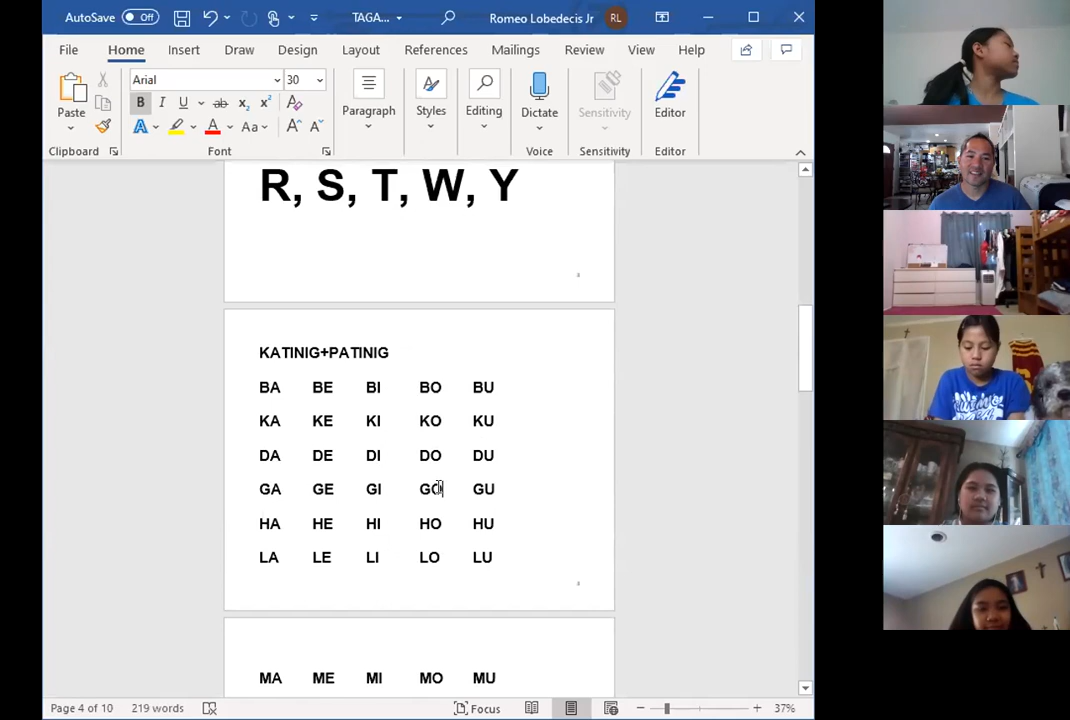 AutoSave Off TAGA... Romeo Lobedecis Jr RL
File Home Insert Draw Design Layout References Mailings Review View Help
Arial 30
Paste B I U ab x₂ x² A Aa A A Paragraph Styles Editing Dictate Sensitivity Editor
Clipboard Font Voice Sensitivity Editor
R, S, T, W, Y
KATINIG+PATINIG
BA BE BI BO BU
KA KE KI KO KU
DA DE DI DO DU
GA GE GI GO GU
HA HE HI HO HU
LA LE LI LO LU
MA ME MI MO MU
Page 4 of 10 219 words Focus 37%